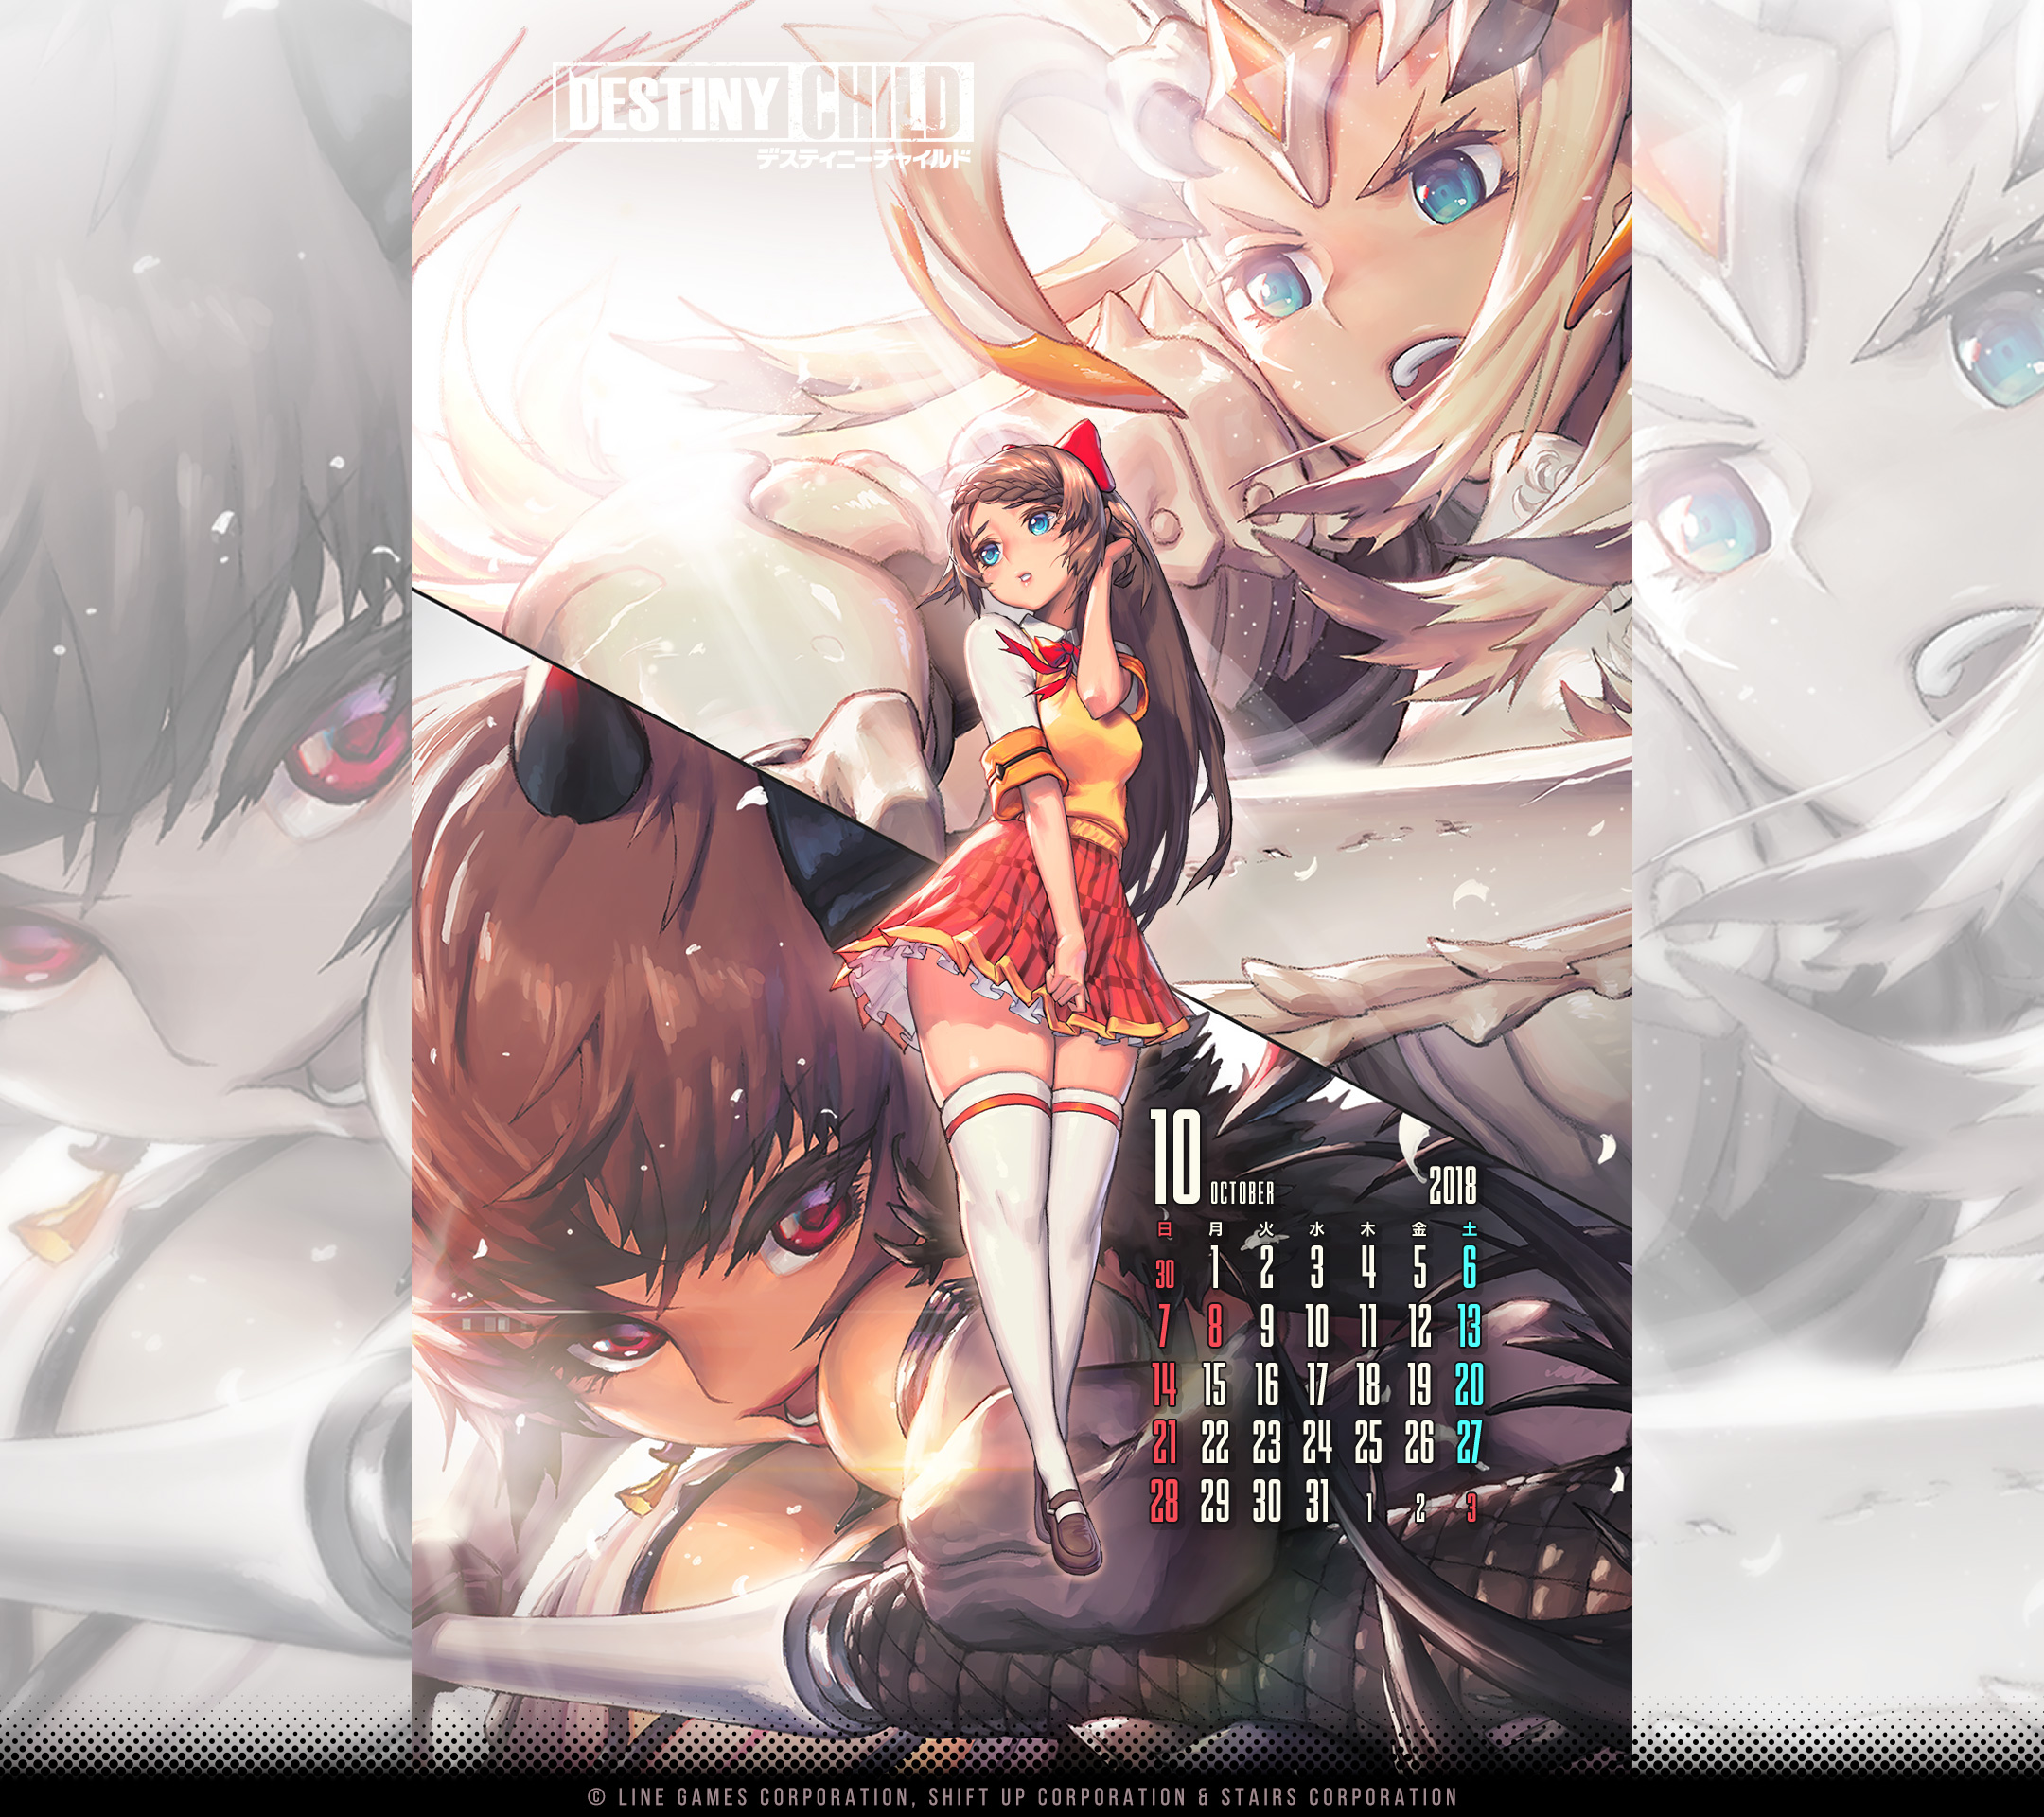 DESTINY CHILD
デスティニーチャイルド
10 OCTOBER 2018
日 月 火 水 木 金 土
30 1 2 3 4 5 6
7 8 9 10 11 12 13
14 15 16 17 18 19 20
21 22 23 24 25 26 27
28 29 30 31 1 2 3
© LINE GAMES CORPORATION, SHIFT UP CORPORATION & STAIRS CORPORATION